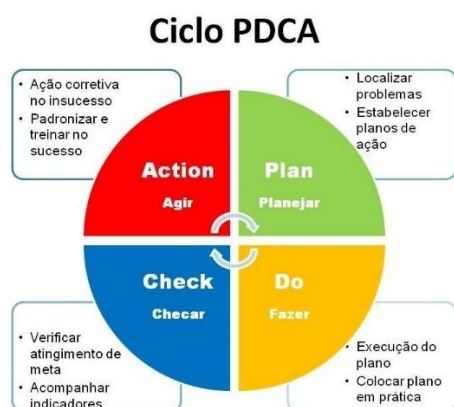 Ciclo PDCA
• Ação corretiva
no insucesso
• Padronizar e
treinar no
sucesso
• Localizar
problemas
• Estabelecer
planos de
ação
Action
Agir
Plan
Planejar
Check
Checar
Do
Fazer
• Verificar
atingimento de
meta
• Acompanhar
indicadores
• Execução do
plano
• Colocar plano
em prática